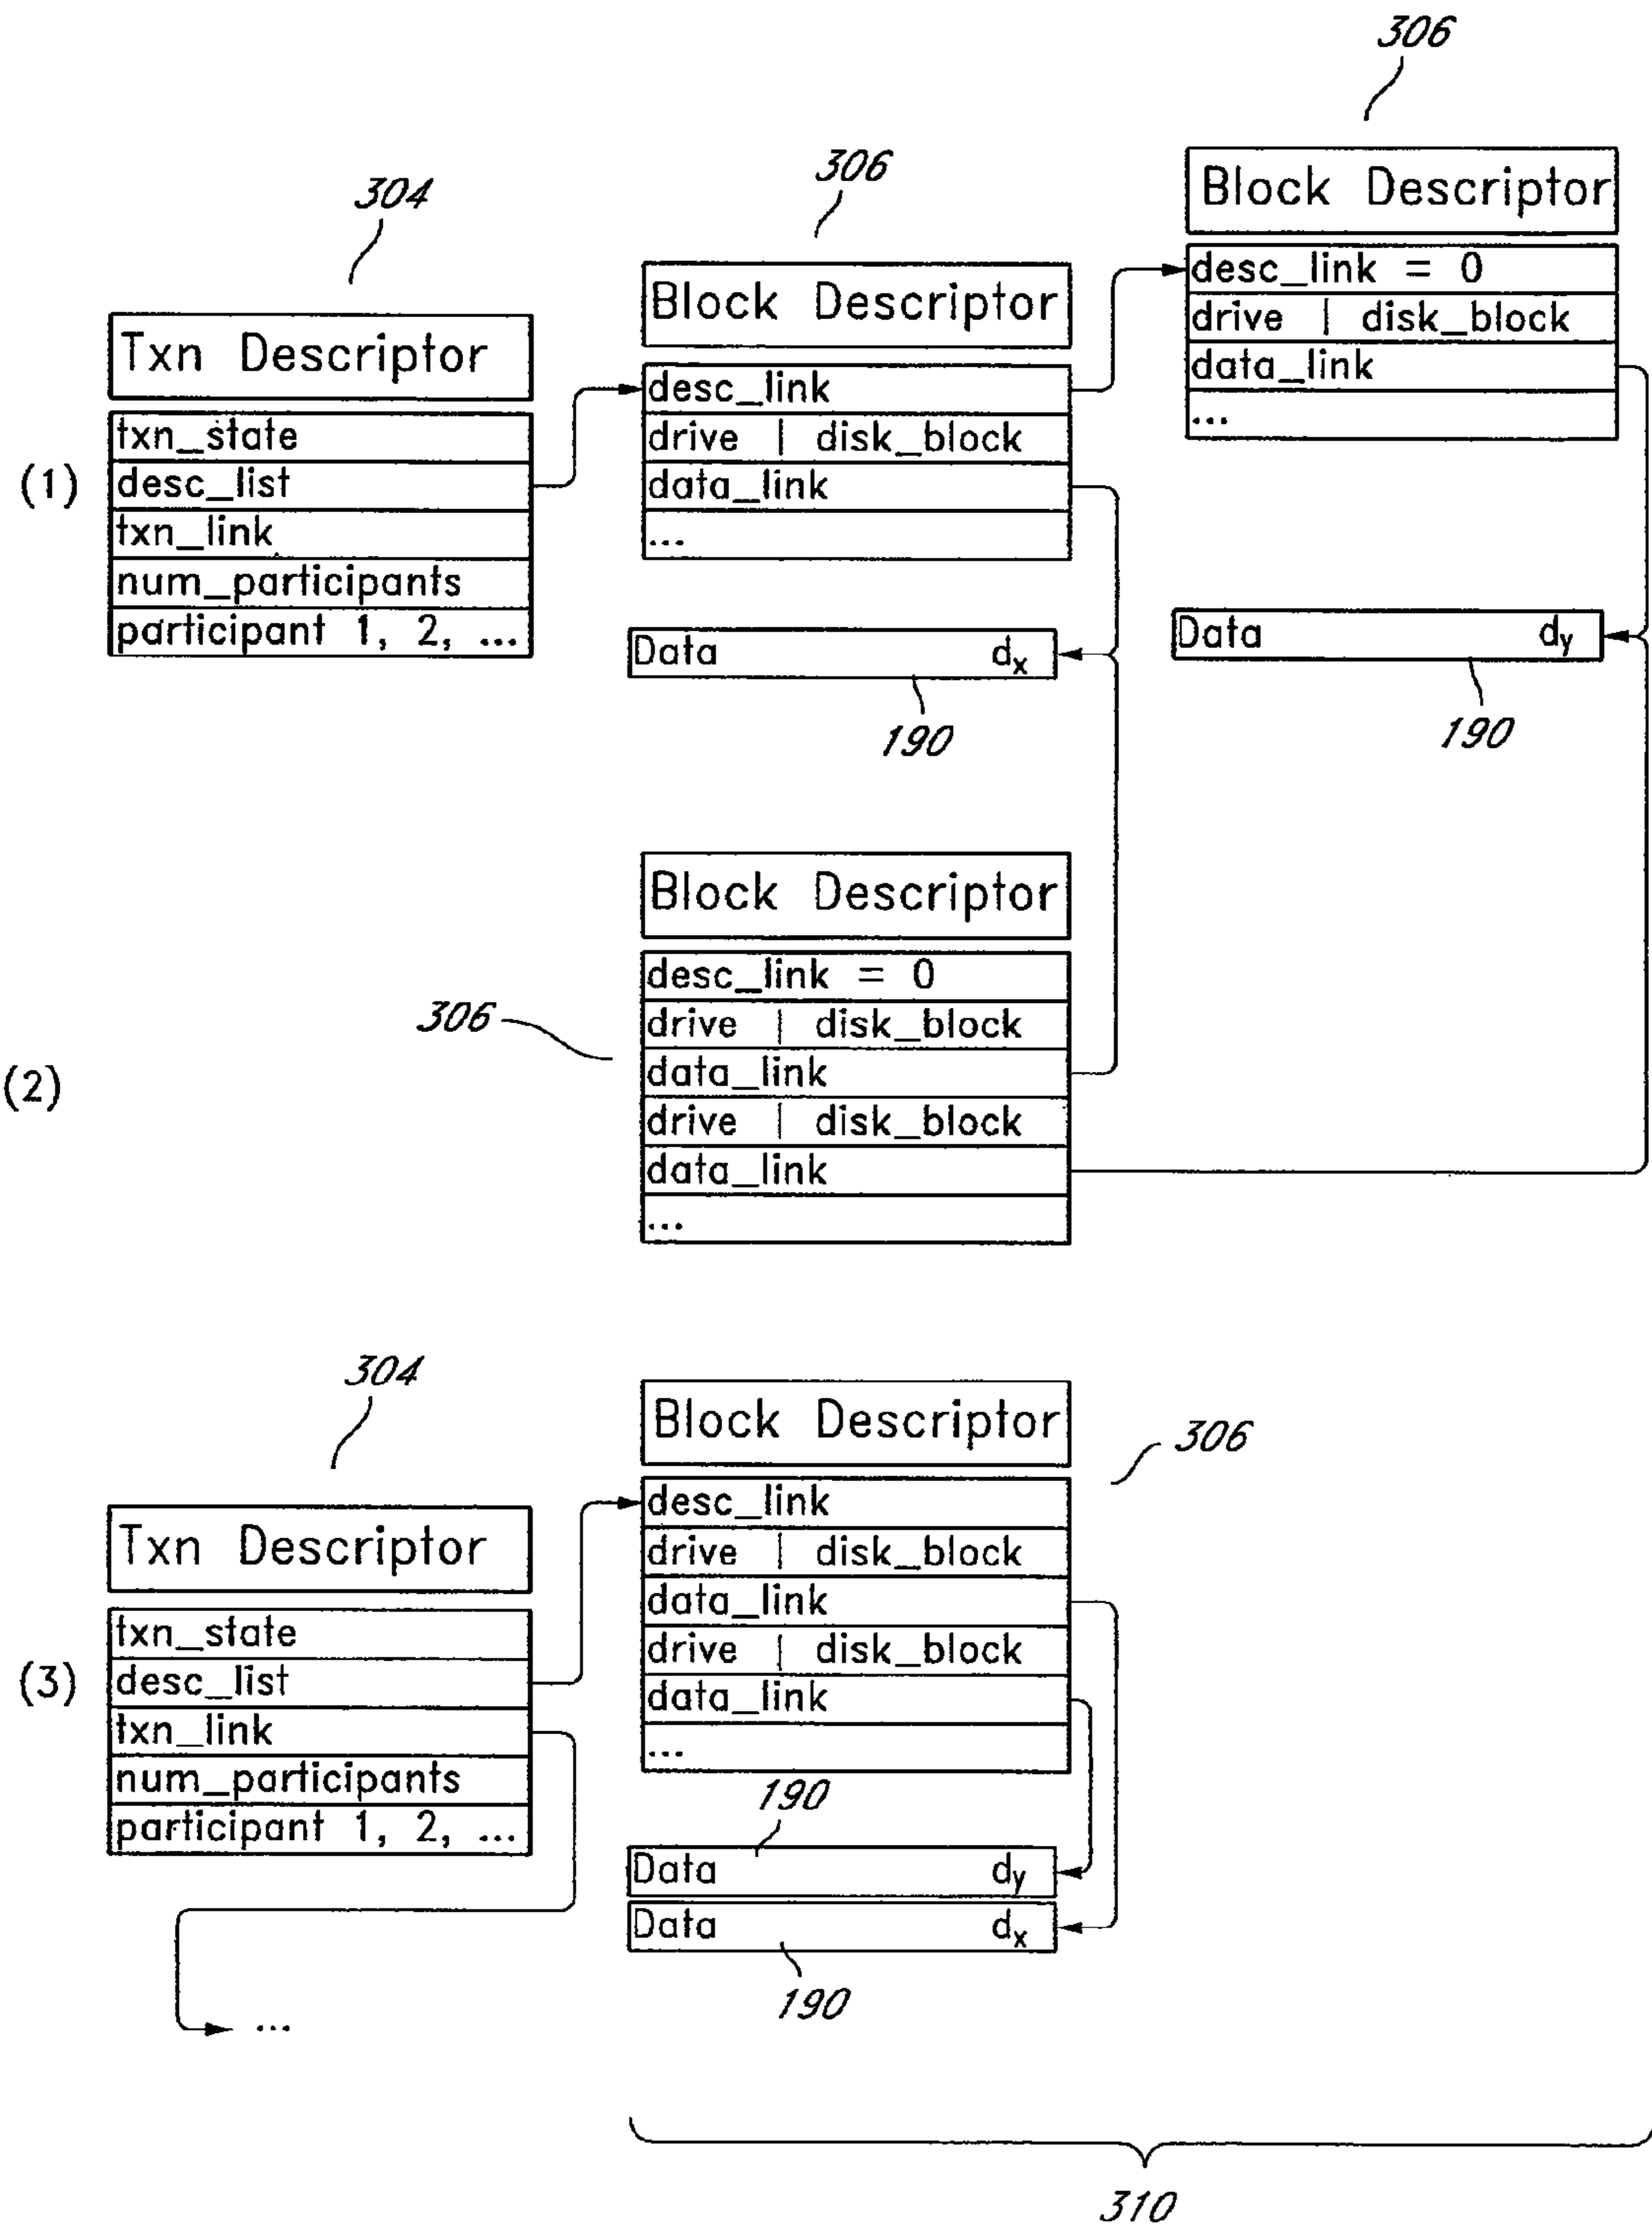 306
306
304
Block Descriptor
desc_link = 0
drive | disk_block
data_link
...
Block Descriptor
desc_link
drive | disk_block
data_link
...
Txn Descriptor
txn_state
desc_list
txn_link
num_participants
participant 1, 2, ...
(1)
Data dx
190
Data dy
190
Block Descriptor
desc_link = 0
drive | disk_block
data_link
drive | disk_block
data_link
...
306
(2)
304
Block Descriptor
306
desc_link
drive | disk_block
data_link
drive | disk_block
data_link
...
Txn Descriptor
txn_state
desc_list
txn_link
num_participants
participant 1, 2, ...
(3)
190
Data dy
Data dx
190
...
310